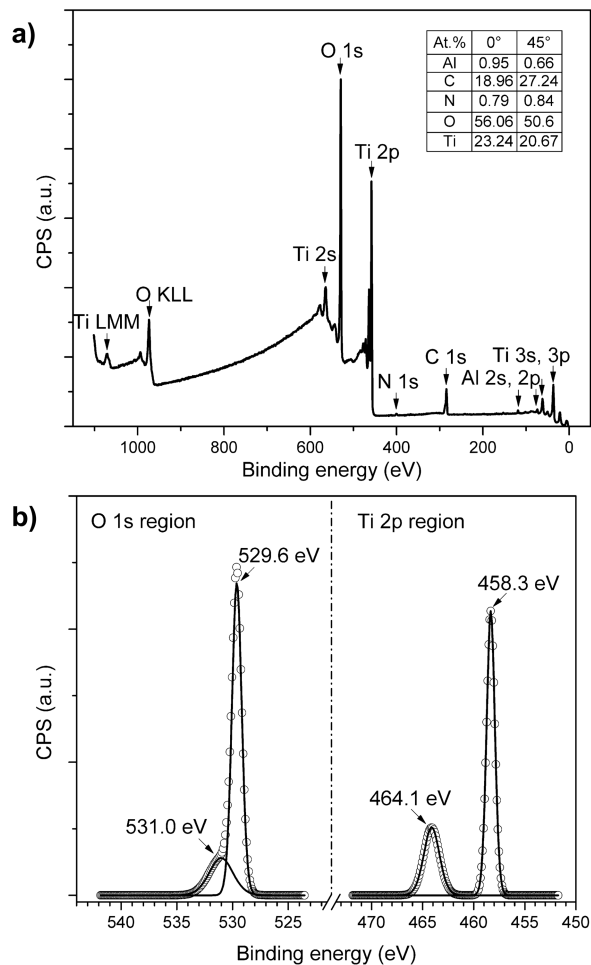 a)
O 1s
At.% 0° 45°
Al 0.95 0.66
C 18.96 27.24
N 0.79 0.84
O 56.06 50.6
Ti 23.24 20.67
Ti 2p
Ti 2s
O KLL
Ti LMM
C 1s
Ti 3s, 3p
N 1s
Al 2s, 2p
CPS (a.u.)
1000 800 600 400 200 0
Binding energy (eV)
b)
O 1s region
Ti 2p region
529.6 eV
458.3 eV
531.0 eV
464.1 eV
CPS (a.u.)
540 535 530 525 470 465 460 455 450
Binding energy (eV)